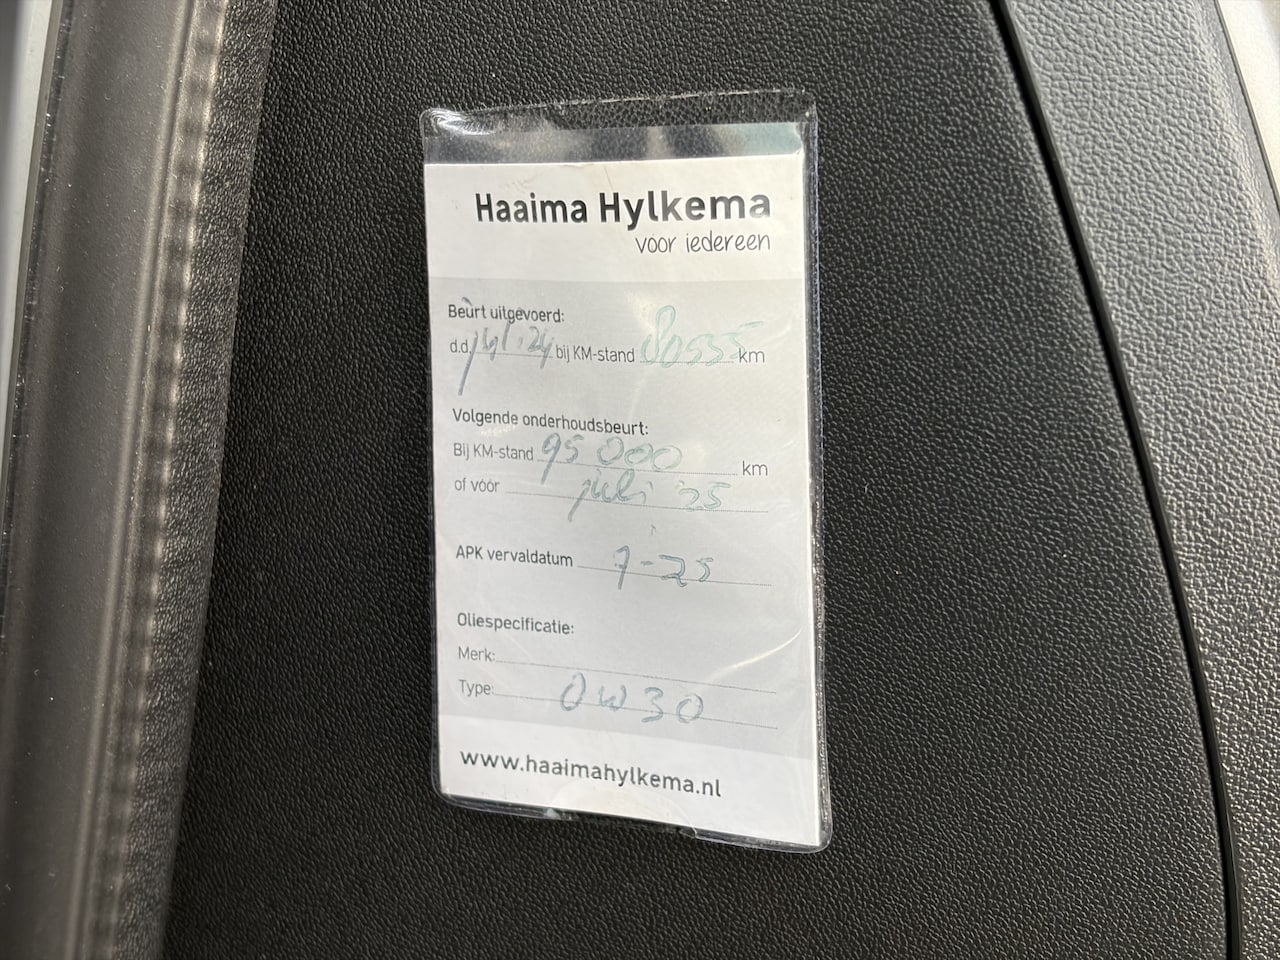 Haaima Hylkema
voor iedereen
Beurt uitgevoerd:
d.d. juli '24 bij KM-stand 80555 km
Volgende onderhoudsbeurt:
Bij KM-stand 95 000 km
of vóór juli '25
APK vervaldatum 7-25
Oliespecificatie:
Merk:
Type: 0W30
www.haaimahylkema.nl